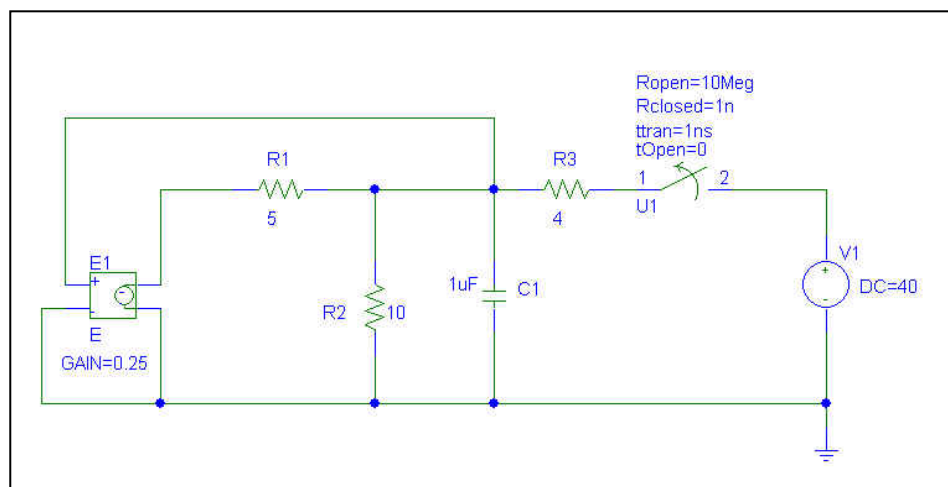 Ropen=10Meg
Rclosed=1n
ttran=1ns
tOpen=0
R1
R3
1
2
U1
5
4
E1
V1
1uF
C1
DC=40
R2
10
E
GAIN=0.25